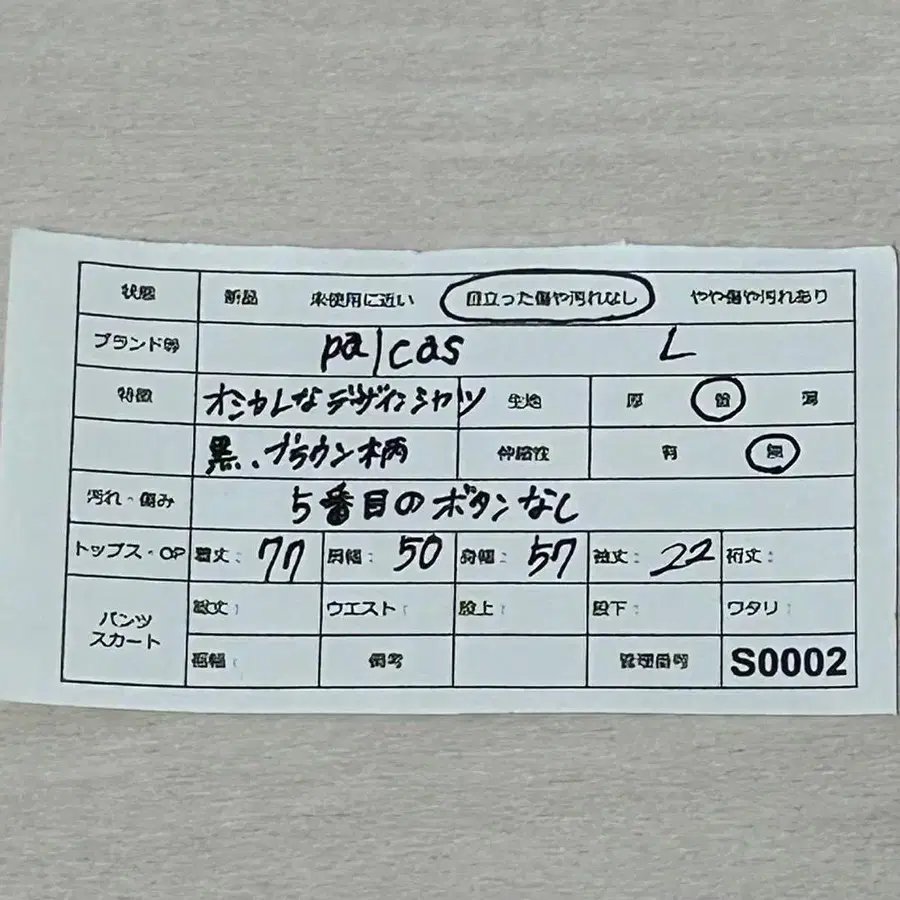 状態 新品 未使用に近い 目立った傷や汚れなし やや傷や汚れあり
ブランド等 palcas L
特徴 オシカレなデザインシャツ 生地 厚 普 薄
黒、ブラウン柄 伸縮性 有 無
汚れ・傷み 5番目のボタンなし
トップス・OP 着丈: 77 肩幅: 50 身幅: 57 袖丈: 22 裄丈:
パンツ 総丈: ウエスト: 股上: 股下: ワタリ:
スカート
裾幅: 備考 管理番号 S0002